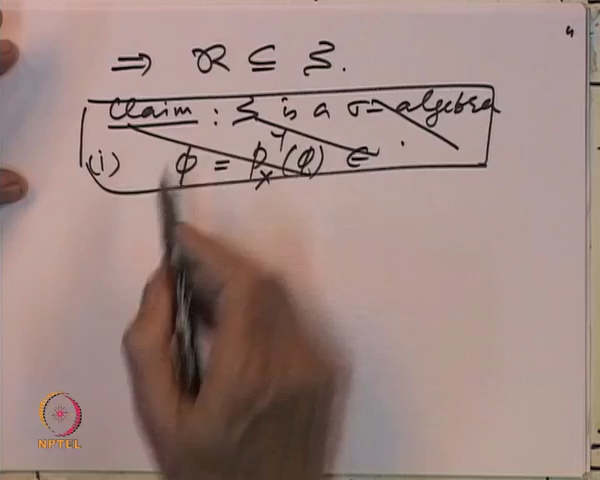 4
⇒ R ⊆ Ξ.
Claim : Ξ is a σ-algebra
(i) φ = p_x^{-1}(φ) ∈ .
NPTEL